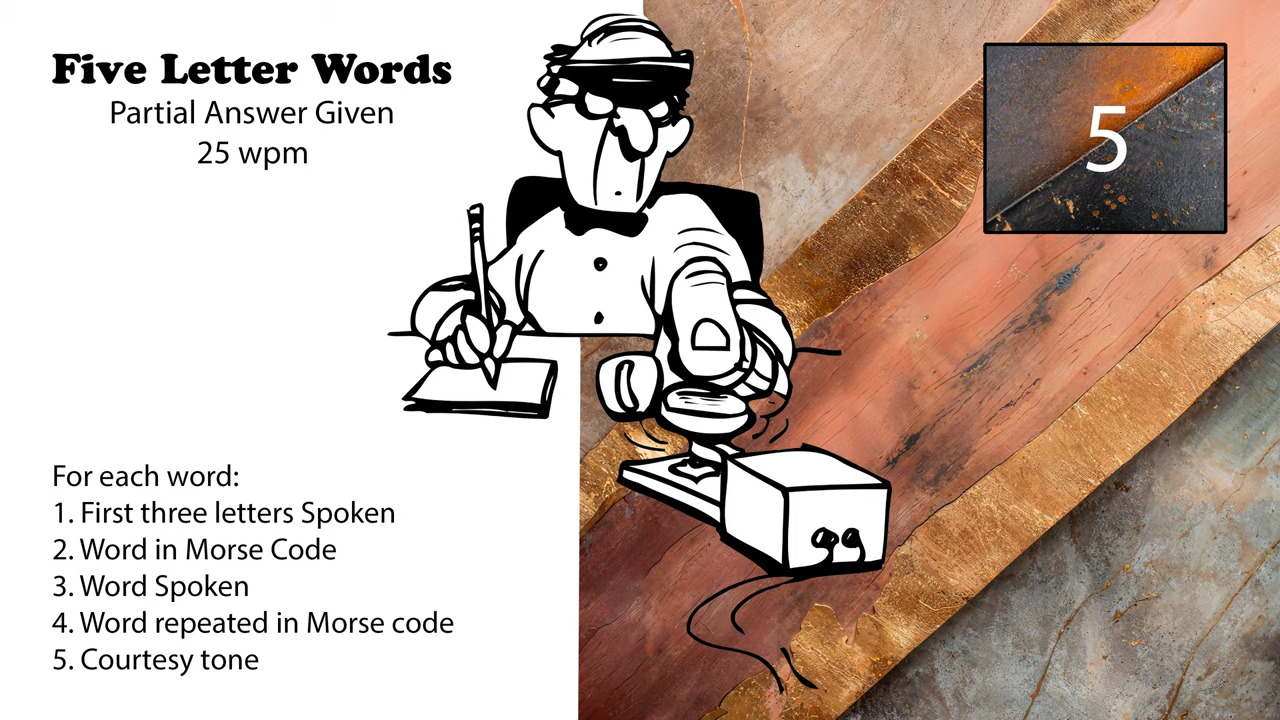 Five Letter Words
Partial Answer Given
25 wpm
5
For each word:
1. First three letters Spoken
2. Word in Morse Code
3. Word Spoken
4. Word repeated in Morse code
5. Courtesy tone